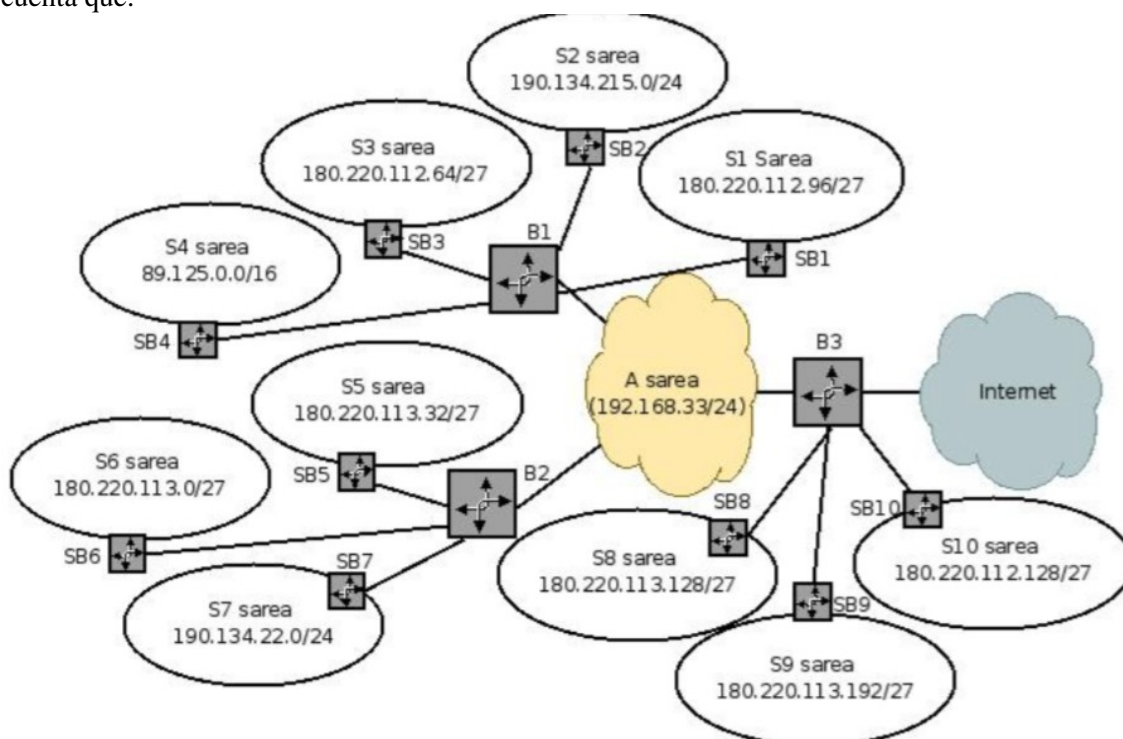 cuenta que:
S2 sarea
190.134.215.0/24
SB2
S3 sarea
180.220.112.64/27
SB3
S1 Sarea
180.220.112.96/27
SB1
S4 sarea
89.125.0.0/16
SB4
B1
A sarea
(192.168.33/24)
B3
Internet
S5 sarea
180.220.113.32/27
SB5
B2
S6 sarea
180.220.113.0/27
SB6
SB7
S7 sarea
190.134.22.0/24
SB8
S8 sarea
180.220.113.128/27
SB10
S10 sarea
180.220.112.128/27
SB9
S9 sarea
180.220.113.192/27